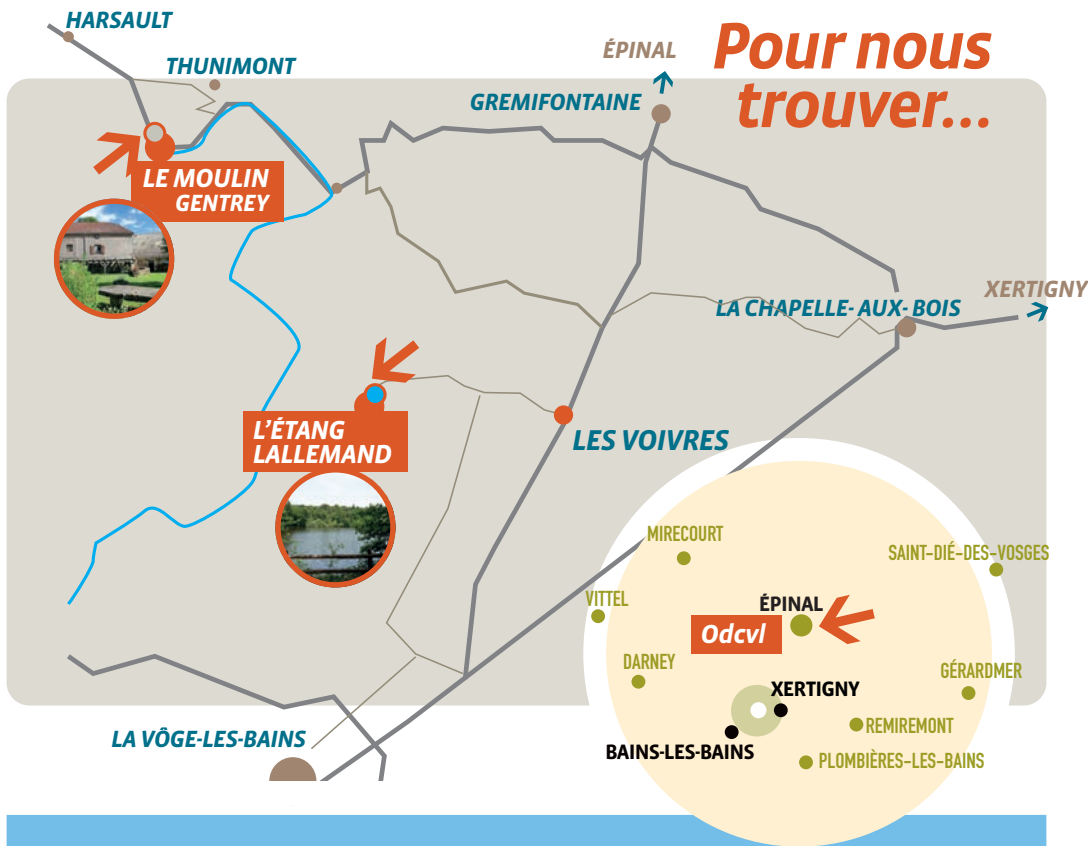 HARSAULT
THUNIMONT
ÉPINAL
GREMIFONTAINE
Pour nous
trouver...
LE MOULIN
GENTREY
XERTIGNY
LA CHAPELLE-AUX-BOIS
L'ÉTANG
LALLEMAND
LES VOIVRES
MIRECOURT
SAINT-DIÉ-DES-VOSGES
VITTEL
ÉPINAL
Odcvl
DARNEY
GÉRARDMER
XERTIGNY
REMIREMONT
LA VÔGE-LES-BAINS
BAINS-LES-BAINS
PLOMBIÈRES-LES-BAINS